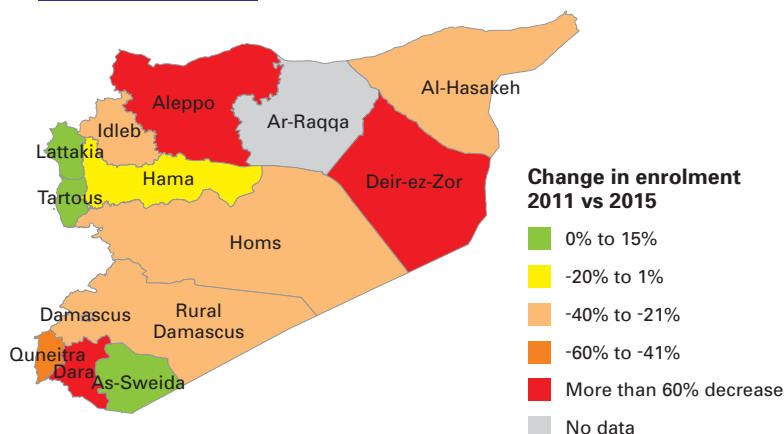 Aleppo
Al-Hasakeh
Ar-Raqqa
Idleb
Lattakia
Hama
Deir-ez-Zor
Tartous
Homs
Damascus
Rural
Damascus
Quneitra
Dara
As-Sweida
Change in enrolment
2011 vs 2015
0% to 15%
-20% to 1%
-40% to -21%
-60% to -41%
More than 60% decrease
No data